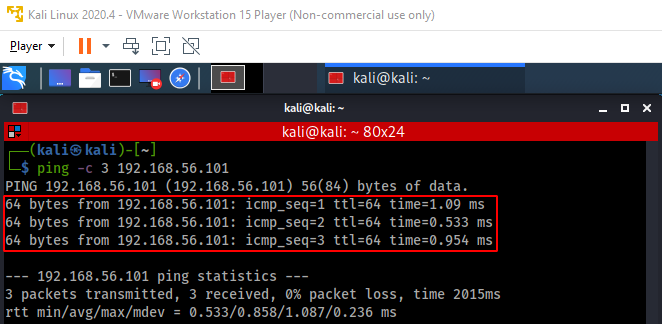 Kali Linux 2020.4 - VMware Workstation 15 Player (Non-commercial use only)
Player
kali@kali: ~
kali@kali: ~
kali@kali: ~ 80x24
┌──(kali㉿kali)-[~]
└─$ ping -c 3 192.168.56.101
PING 192.168.56.101 (192.168.56.101) 56(84) bytes of data.
64 bytes from 192.168.56.101: icmp_seq=1 ttl=64 time=1.09 ms
64 bytes from 192.168.56.101: icmp_seq=2 ttl=64 time=0.533 ms
64 bytes from 192.168.56.101: icmp_seq=3 ttl=64 time=0.954 ms
--- 192.168.56.101 ping statistics ---
3 packets transmitted, 3 received, 0% packet loss, time 2015ms
rtt min/avg/max/mdev = 0.533/0.858/1.087/0.236 ms